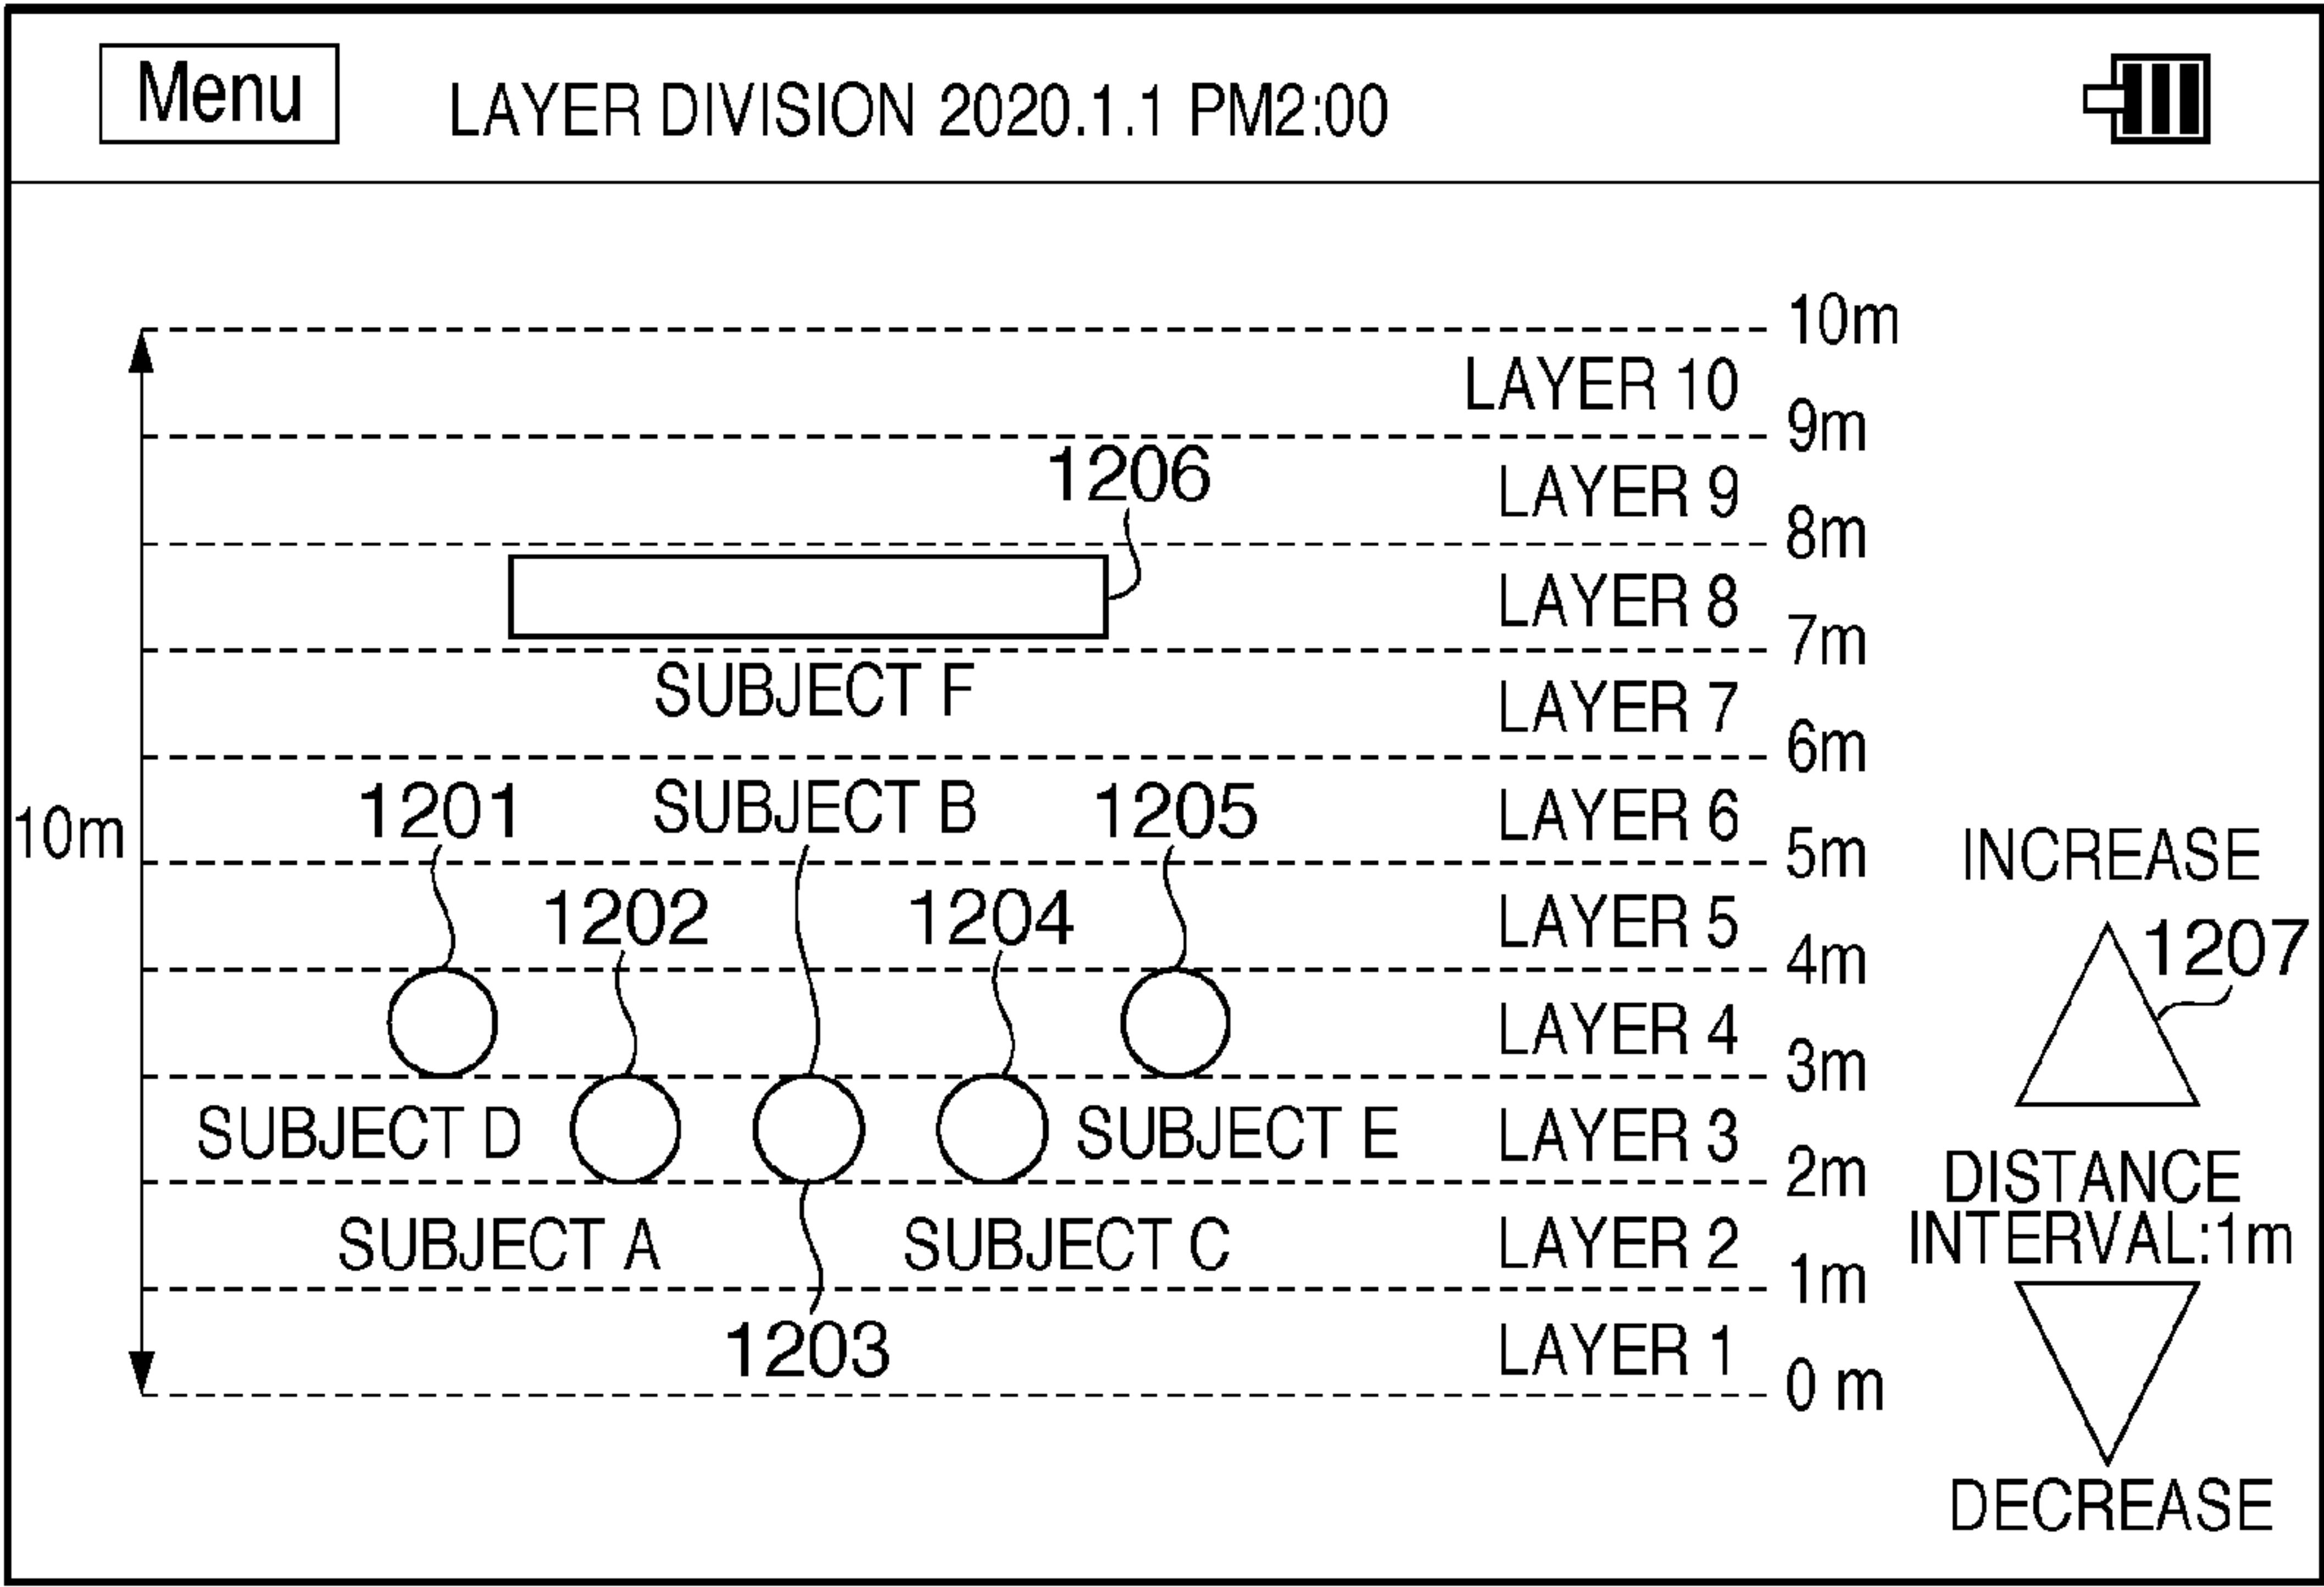 Menu
LAYER DIVISION 2020.1.1 PM2:00
10m
LAYER 10
9m
1206
LAYER 9
8m
LAYER 8
7m
SUBJECT F
LAYER 7
6m
10m
1201
SUBJECT B
1205
LAYER 6
5m
INCREASE
1202
1204
LAYER 5
4m
1207
LAYER 4
3m
SUBJECT D
SUBJECT E
LAYER 3
2m
DISTANCE
INTERVAL:1m
SUBJECT A
SUBJECT C
LAYER 2
1m
1203
LAYER 1
0 m
DECREASE